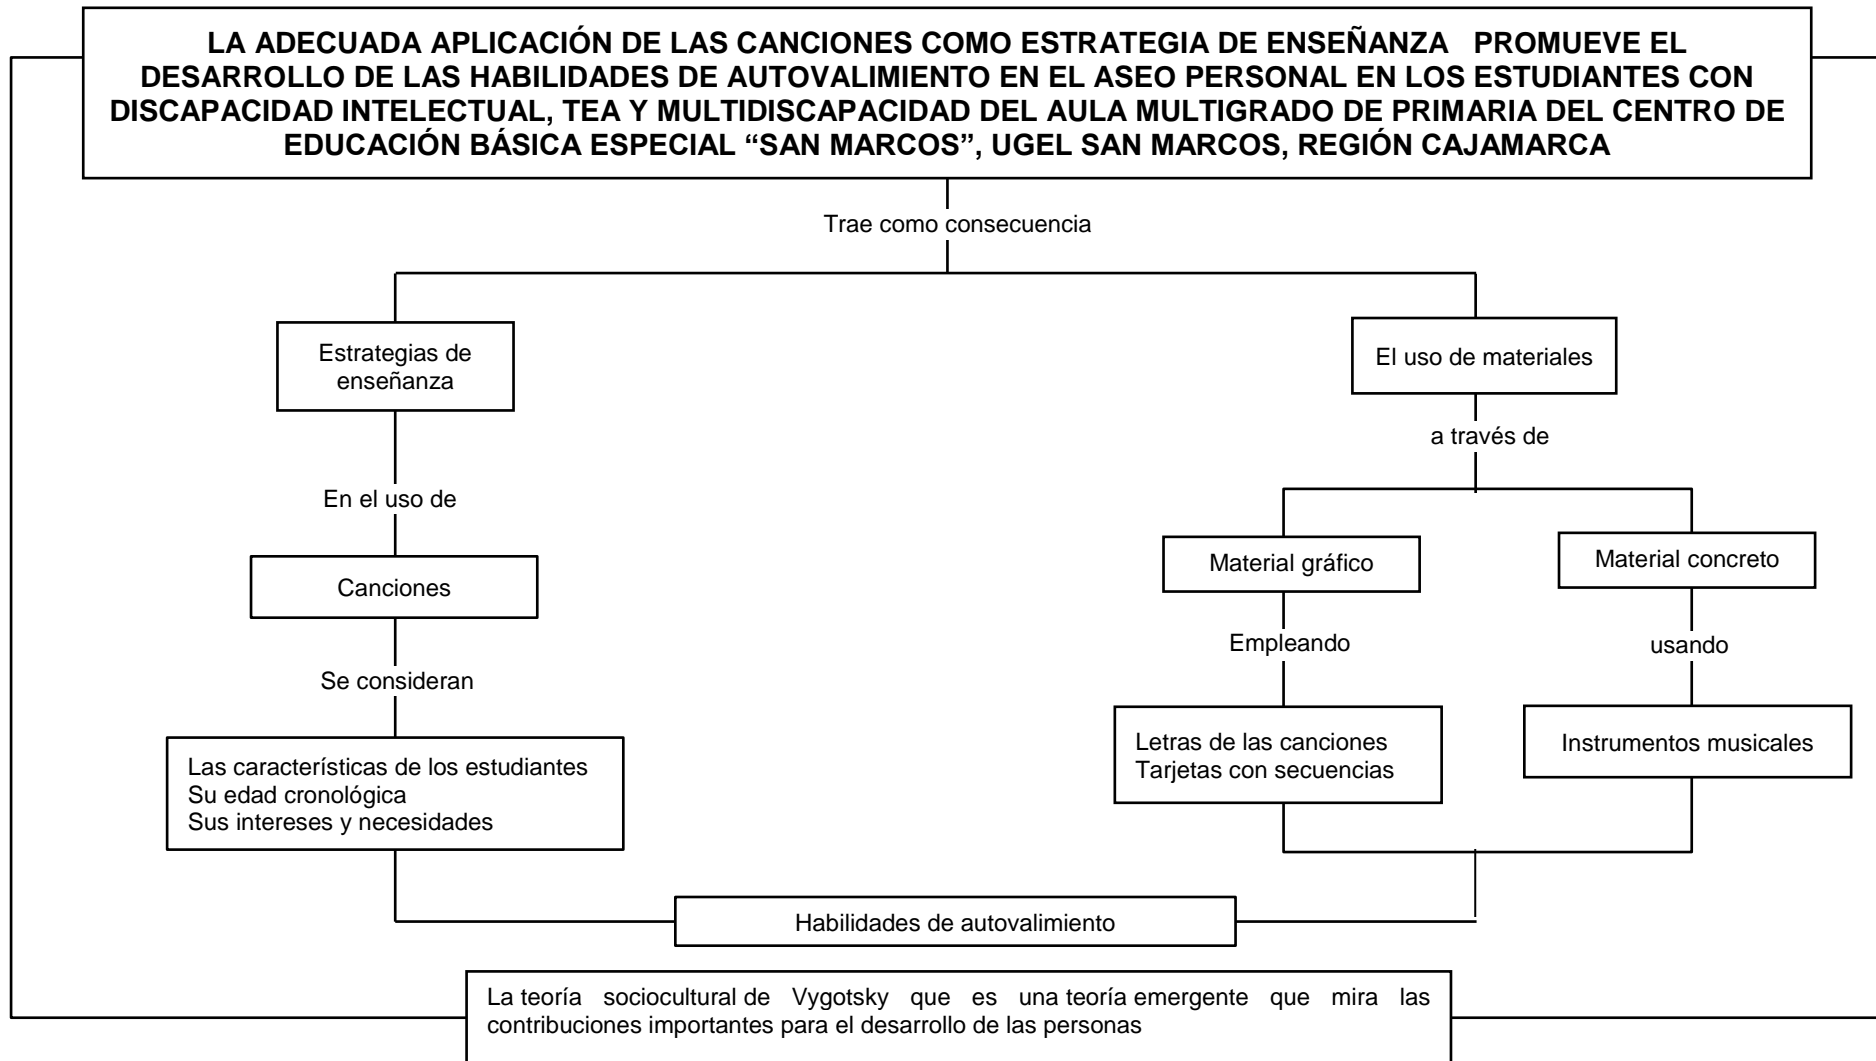 LA ADECUADA APLICACIÓN DE LAS CANCIONES COMO ESTRATEGIA DE ENSEÑANZA PROMUEVE EL
DESARROLLO DE LAS HABILIDADES DE AUTOVALIMIENTO EN EL ASEO PERSONAL EN LOS ESTUDIANTES CON
DISCAPACIDAD INTELECTUAL, TEA Y MULTIDISCAPACIDAD DEL AULA MULTIGRADO DE PRIMARIA DEL CENTRO DE
EDUCACIÓN BÁSICA ESPECIAL “SAN MARCOS”, UGEL SAN MARCOS, REGIÓN CAJAMARCA
Trae como consecuencia
Estrategias de
enseñanza
En el uso de
Canciones
Se consideran
Las características de los estudiantes
Su edad cronológica
Sus intereses y necesidades
El uso de materiales
a través de
Material gráfico
Empleando
Letras de las canciones
Tarjetas con secuencias
Material concreto
usando
Instrumentos musicales
Habilidades de autovalimiento
La teoría sociocultural de Vygotsky que es una teoría emergente que mira las
contribuciones importantes para el desarrollo de las personas